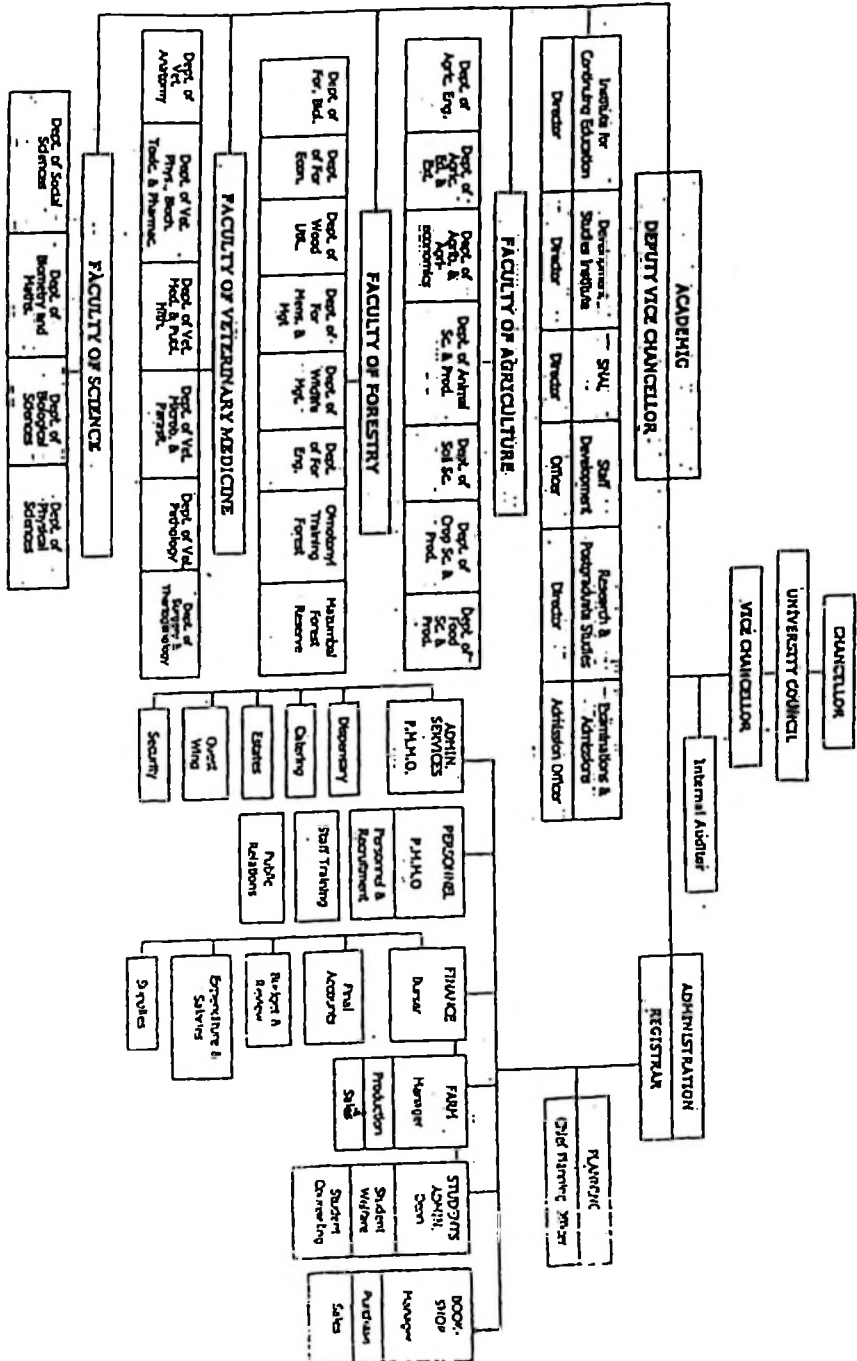 CHANCELLOR
UNIVERSITY COUNCIL
VICE CHANCELLOR
Internal Auditor
ACADEMIC
DEPUTY VICE CHANCELLOR
ADMINISTRATION
REGISTRAR
PLANNING
Chief Planning Officer
Institute for
Continuing Education
Director
Development
Studies Institute
Director
SNAL
Director
Staff
Development
Officer
Research &
Postgraduate Studies
Director
Examinations &
Admissions
Admission Officer
FACULTY OF AGRICULTURE
Dept. of
Agric. Eng.
Dept. of
Agric.
Ed. &
Ext.
Dept. of
Agric. &
Agri-
economics
Dept. of Animal
Sc. & Prod.
Dept. of
Soil Sc.
Dept. of
Crop Sc. &
Prod.
Dept. of
Food
Sc. &
Prod.
FACULTY OF FORESTRY
Dept. of
For. Biol.
Dept.
of For
Econ.
Dept. of
Wood
Utl.
Dept. of
For
Mens. &
Mgt
Dept. of
Wildlife
Mgt.
Dept.
of For
Eng.
Olmotonyi
Training
Forest
Mazumbai
Forest
Reserve
FACULTY OF VETERINARY MEDICINE
Dept. of
Vet
Anatomy
Dept. of Vet.
Phys., Bioch.
Toxic. & Pharmac.
Dept. of Vet.
Med. & Publ.
Hlth.
Dept. of Vet
Microb. &
Parasit.
Dept. of Vet.
Pathology
Dept. of
Surgery &
Theriogenology
FACULTY OF SCIENCE
Dept. of Social
Sciences
Dept. of
Biometry and
Maths.
Dept. of
Biological
Sciences
Dept. of
Physical
Sciences
ADMIN.
SERVICES
P.M.M.O.
Dispensary
Catering
Estates
Guest
Wing
Security
PERSONNEL
P.M.M.O
Personnel &
Recruitment
Staff Training
Public
Relations
FINANCE
Bursar
Final
Accounts
Budget &
Review
Expenditure &
Salaries
Supplies
FARM
Manager
Production
&
Sales
STUDENTS
ADMIN.
Dean
Student
Welfare
Student
Counseling
BOOK-
SHOP
Manager
Purchases
Sales